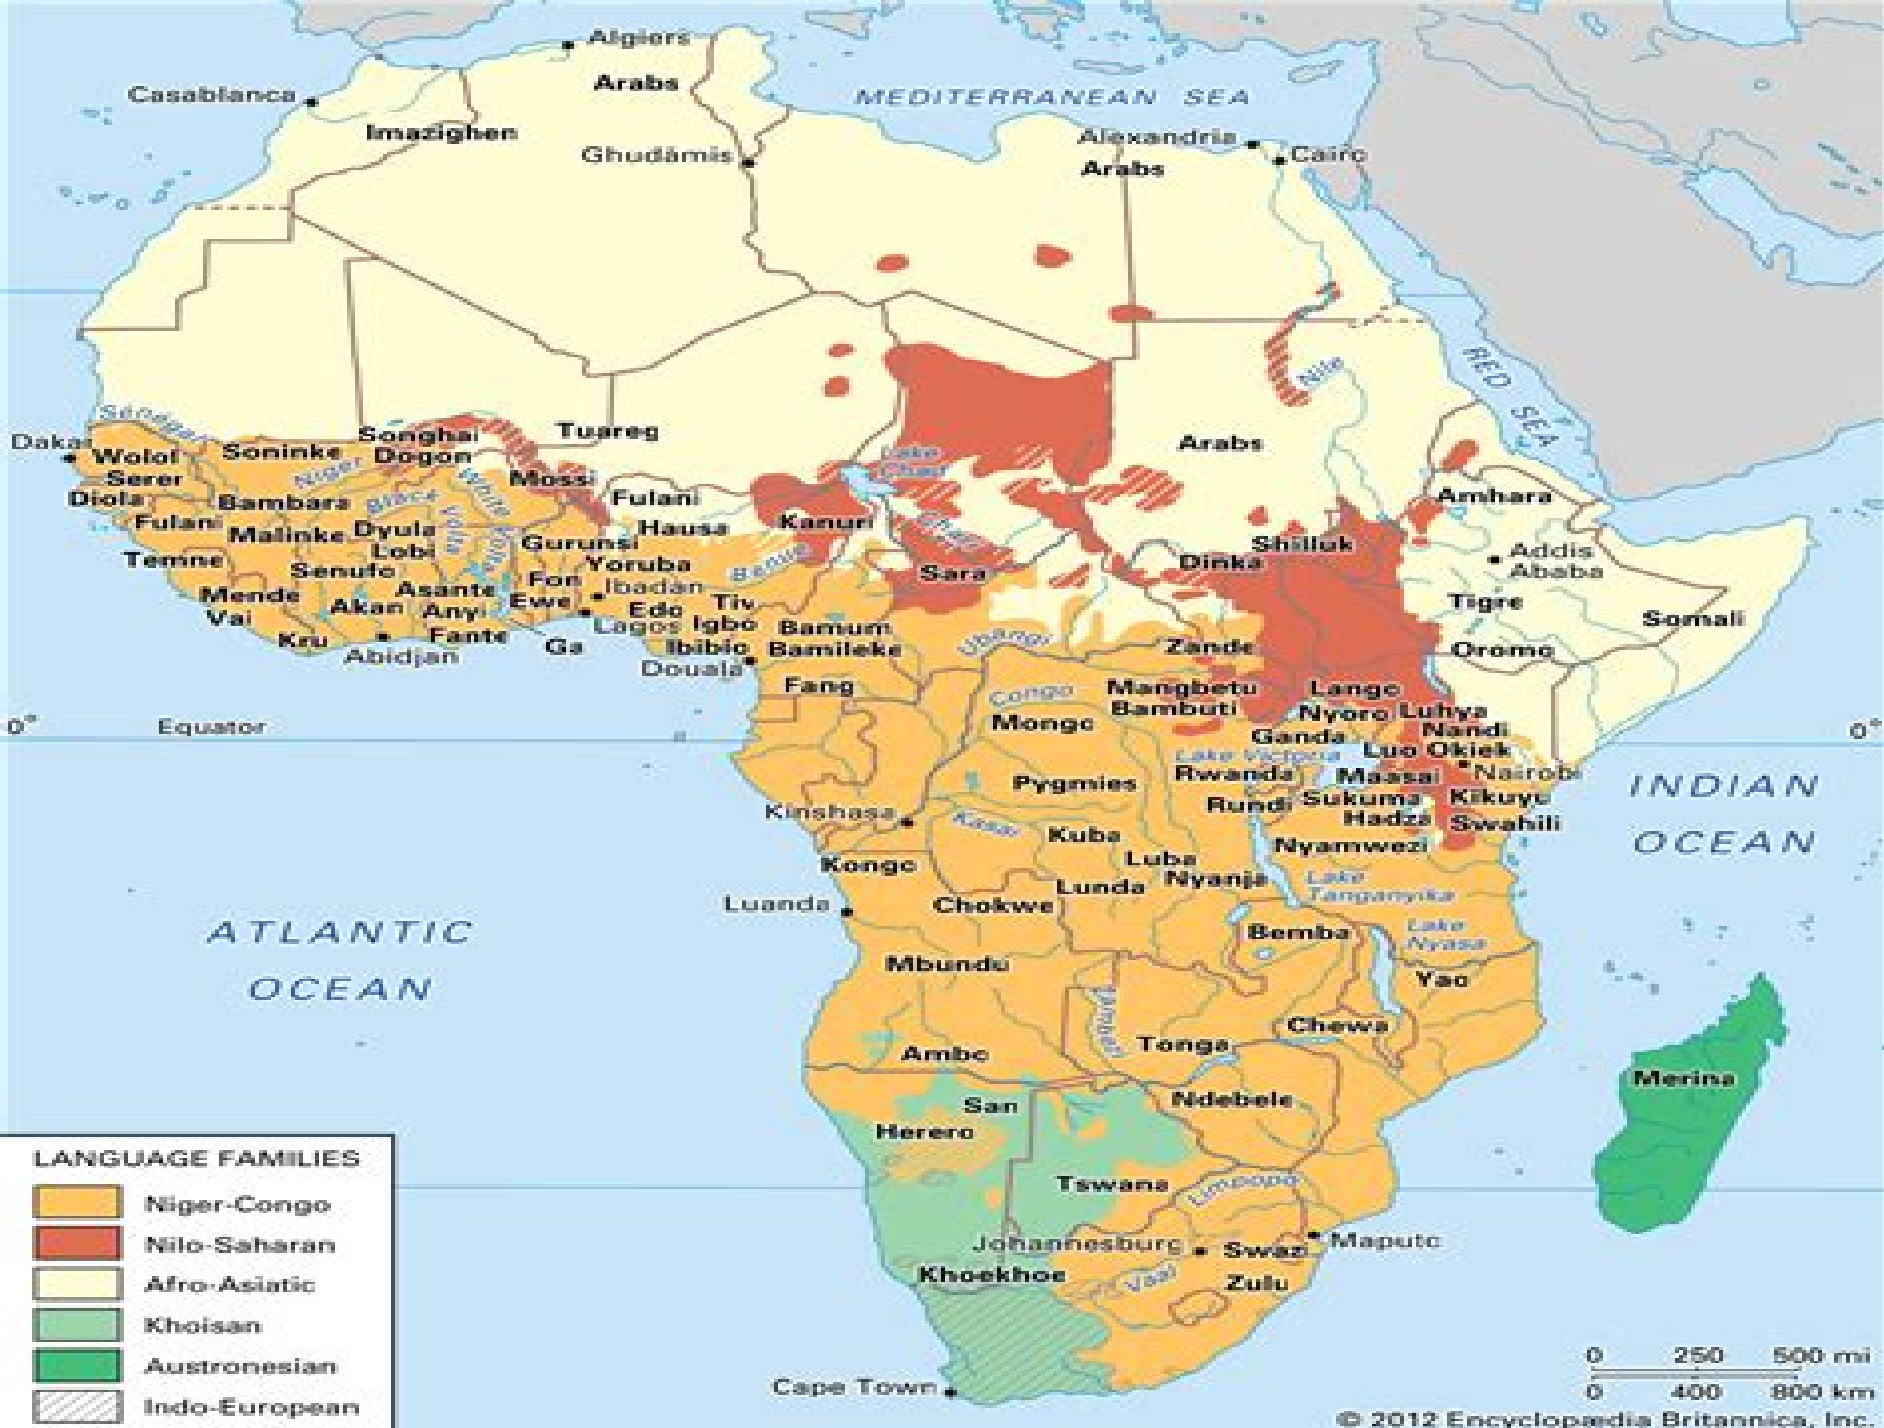 Algiers
Arabs
Casablanca
MEDITERRANEAN SEA
Imazighen
Alexandria
Ghudāmis
Cairo
Arabs
RED SEA
Nile
Sénégal
Dakar
Songhai
Tuareg
Arabs
Wolof
Soninke
Dogon
Lake
Chad
Serer
Niger
Mossi
Diola
Bambara
Black
White Volta
Volta
Fulani
Amhara
Fulani
Malinke
Dyula
Hausa
Kanuri
Lobi
Gurunsi
Shilluk
Addis
Ababa
Temne
Senufo
Yoruba
Benue
Sara
Dinka
Mende
Asante
Fon
Ibadan
Tigre
Vai
Akan
Anyi
Ewe
Edo
Tiv
Somali
Kru
Fante
Lagos
Igbo
Bamum
Abidjan
Ga
Ibibio
Bamileke
Ubangi
Zande
Oromo
Douala
Fang
Congo
Mangbetu
Lango
Bambuti
Nyoro
Luhya
0°
Equator
Mongo
Nandi
0°
Ganda
Luo
Okiek
Lake Victoria
Rwanda
Maasai
Nairobi
Pygmies
INDIAN
OCEAN
Rundi
Sukuma
Kikuyu
Kinshasa
Kasai
Hadza
Swahili
Kuba
Nyamwezi
Kongo
Luba
Lunda
Nyanja
Lake
Tanganyika
Luanda
Chokwe
ATLANTIC
OCEAN
Bemba
Lake
Nyasa
Mbundu
Yao
Chewa
Ambo
Tonga
Merina
San
Ndebele
Herero
Tswana
Limpopo
Johannesburg
Swazi
Maputo
Khoekhoe
Vaal
Zulu
Cape Town
LANGUAGE FAMILIES
Niger-Congo
Nilo-Saharan
Afro-Asiatic
Khoisan
Austronesian
Indo-European
0 250 500 mi
0 400 800 km
© 2012 Encyclopædia Britannica, Inc.